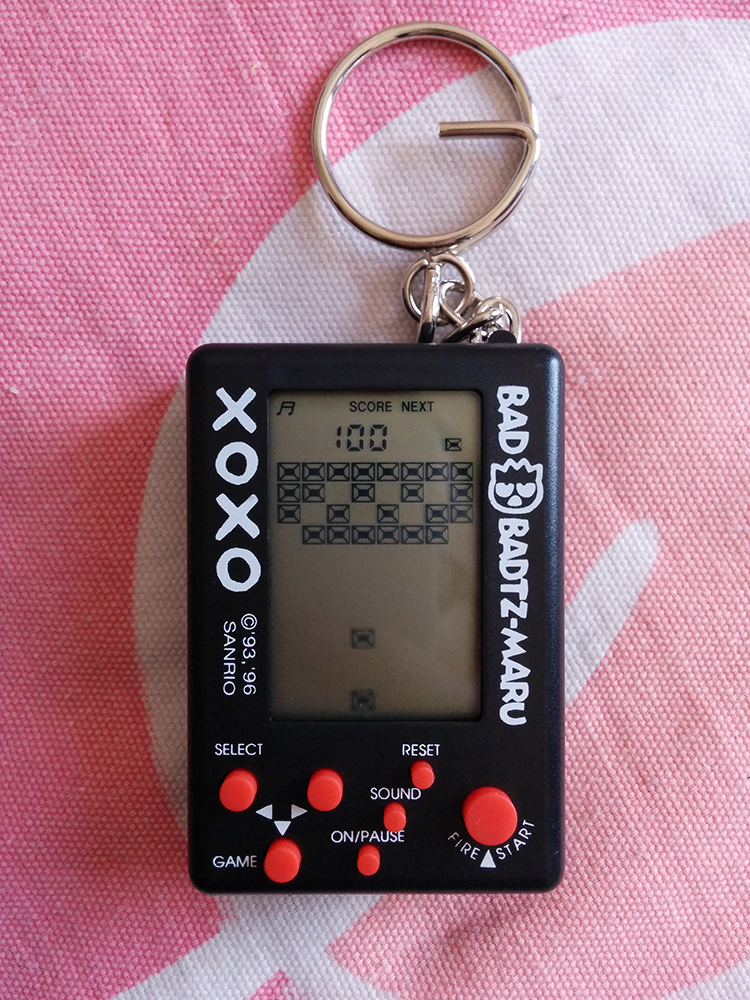 SCORE NEXT
100
XOXO
©'93,'96
SANRIO
BAD BADTZ-MARU
SELECT
RESET
SOUND
ON/PAUSE
GAME
FIRE START